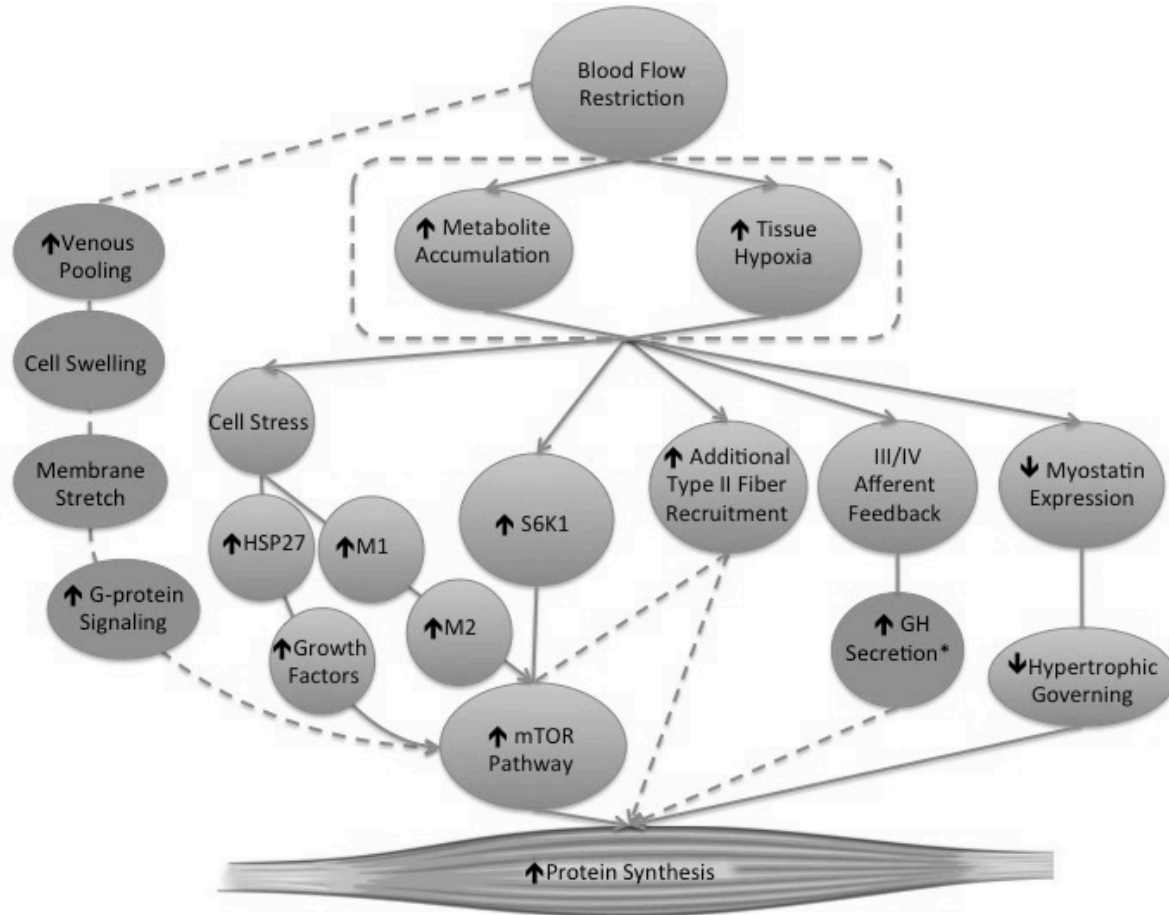 Blood Flow
Restriction
↑ Metabolite
Accumulation
↑ Tissue
Hypoxia
↑Venous
Pooling
Cell Swelling
Membrane
Stretch
↑ G-protein
Signaling
Cell Stress
↑HSP27
↑M1
↑Growth
Factors
↑M2
↑ S6K1
↑ Additional
Type II Fiber
Recruitment
III/IV
Afferent
Feedback
↓ Myostatin
Expression
↑ GH
Secretion*
↓Hypertrophic
Governing
↑ mTOR
Pathway
↑Protein Synthesis